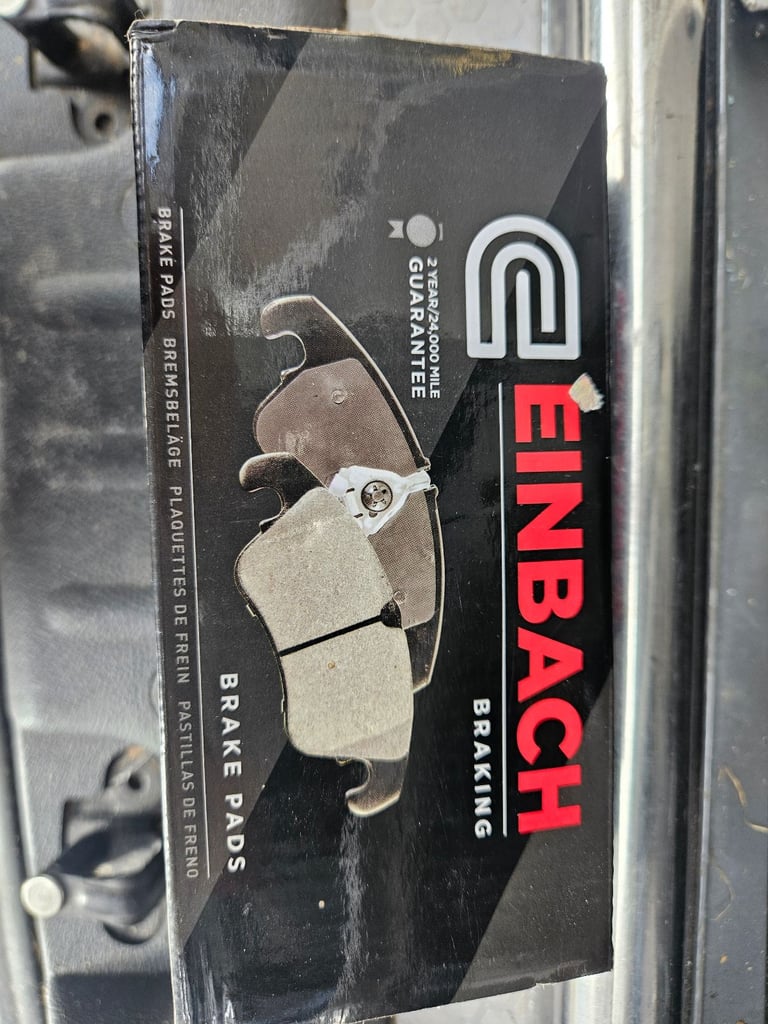 EINBACH
BRAKING
2 YEAR/24,000 MILE
GUARANTEE
BRAKE PADS
BRAKE PADS BREMSBELÄGE PLAQUETTES DE FREIN PASTILLAS DE FRENO